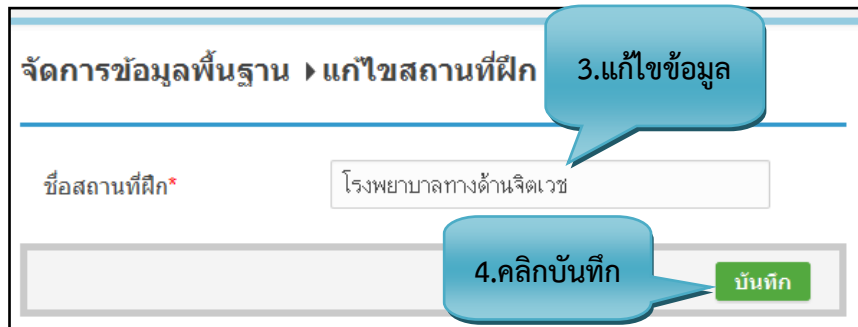 จัดการข้อมูลพื้นฐาน ▸ แก้ไขสถานที่ฝึก
3.แก้ไขข้อมูล
ชื่อสถานที่ฝึก*
โรงพยาบาลทางด้านจิตเวช
4.คลิกบันทึก
บันทึก